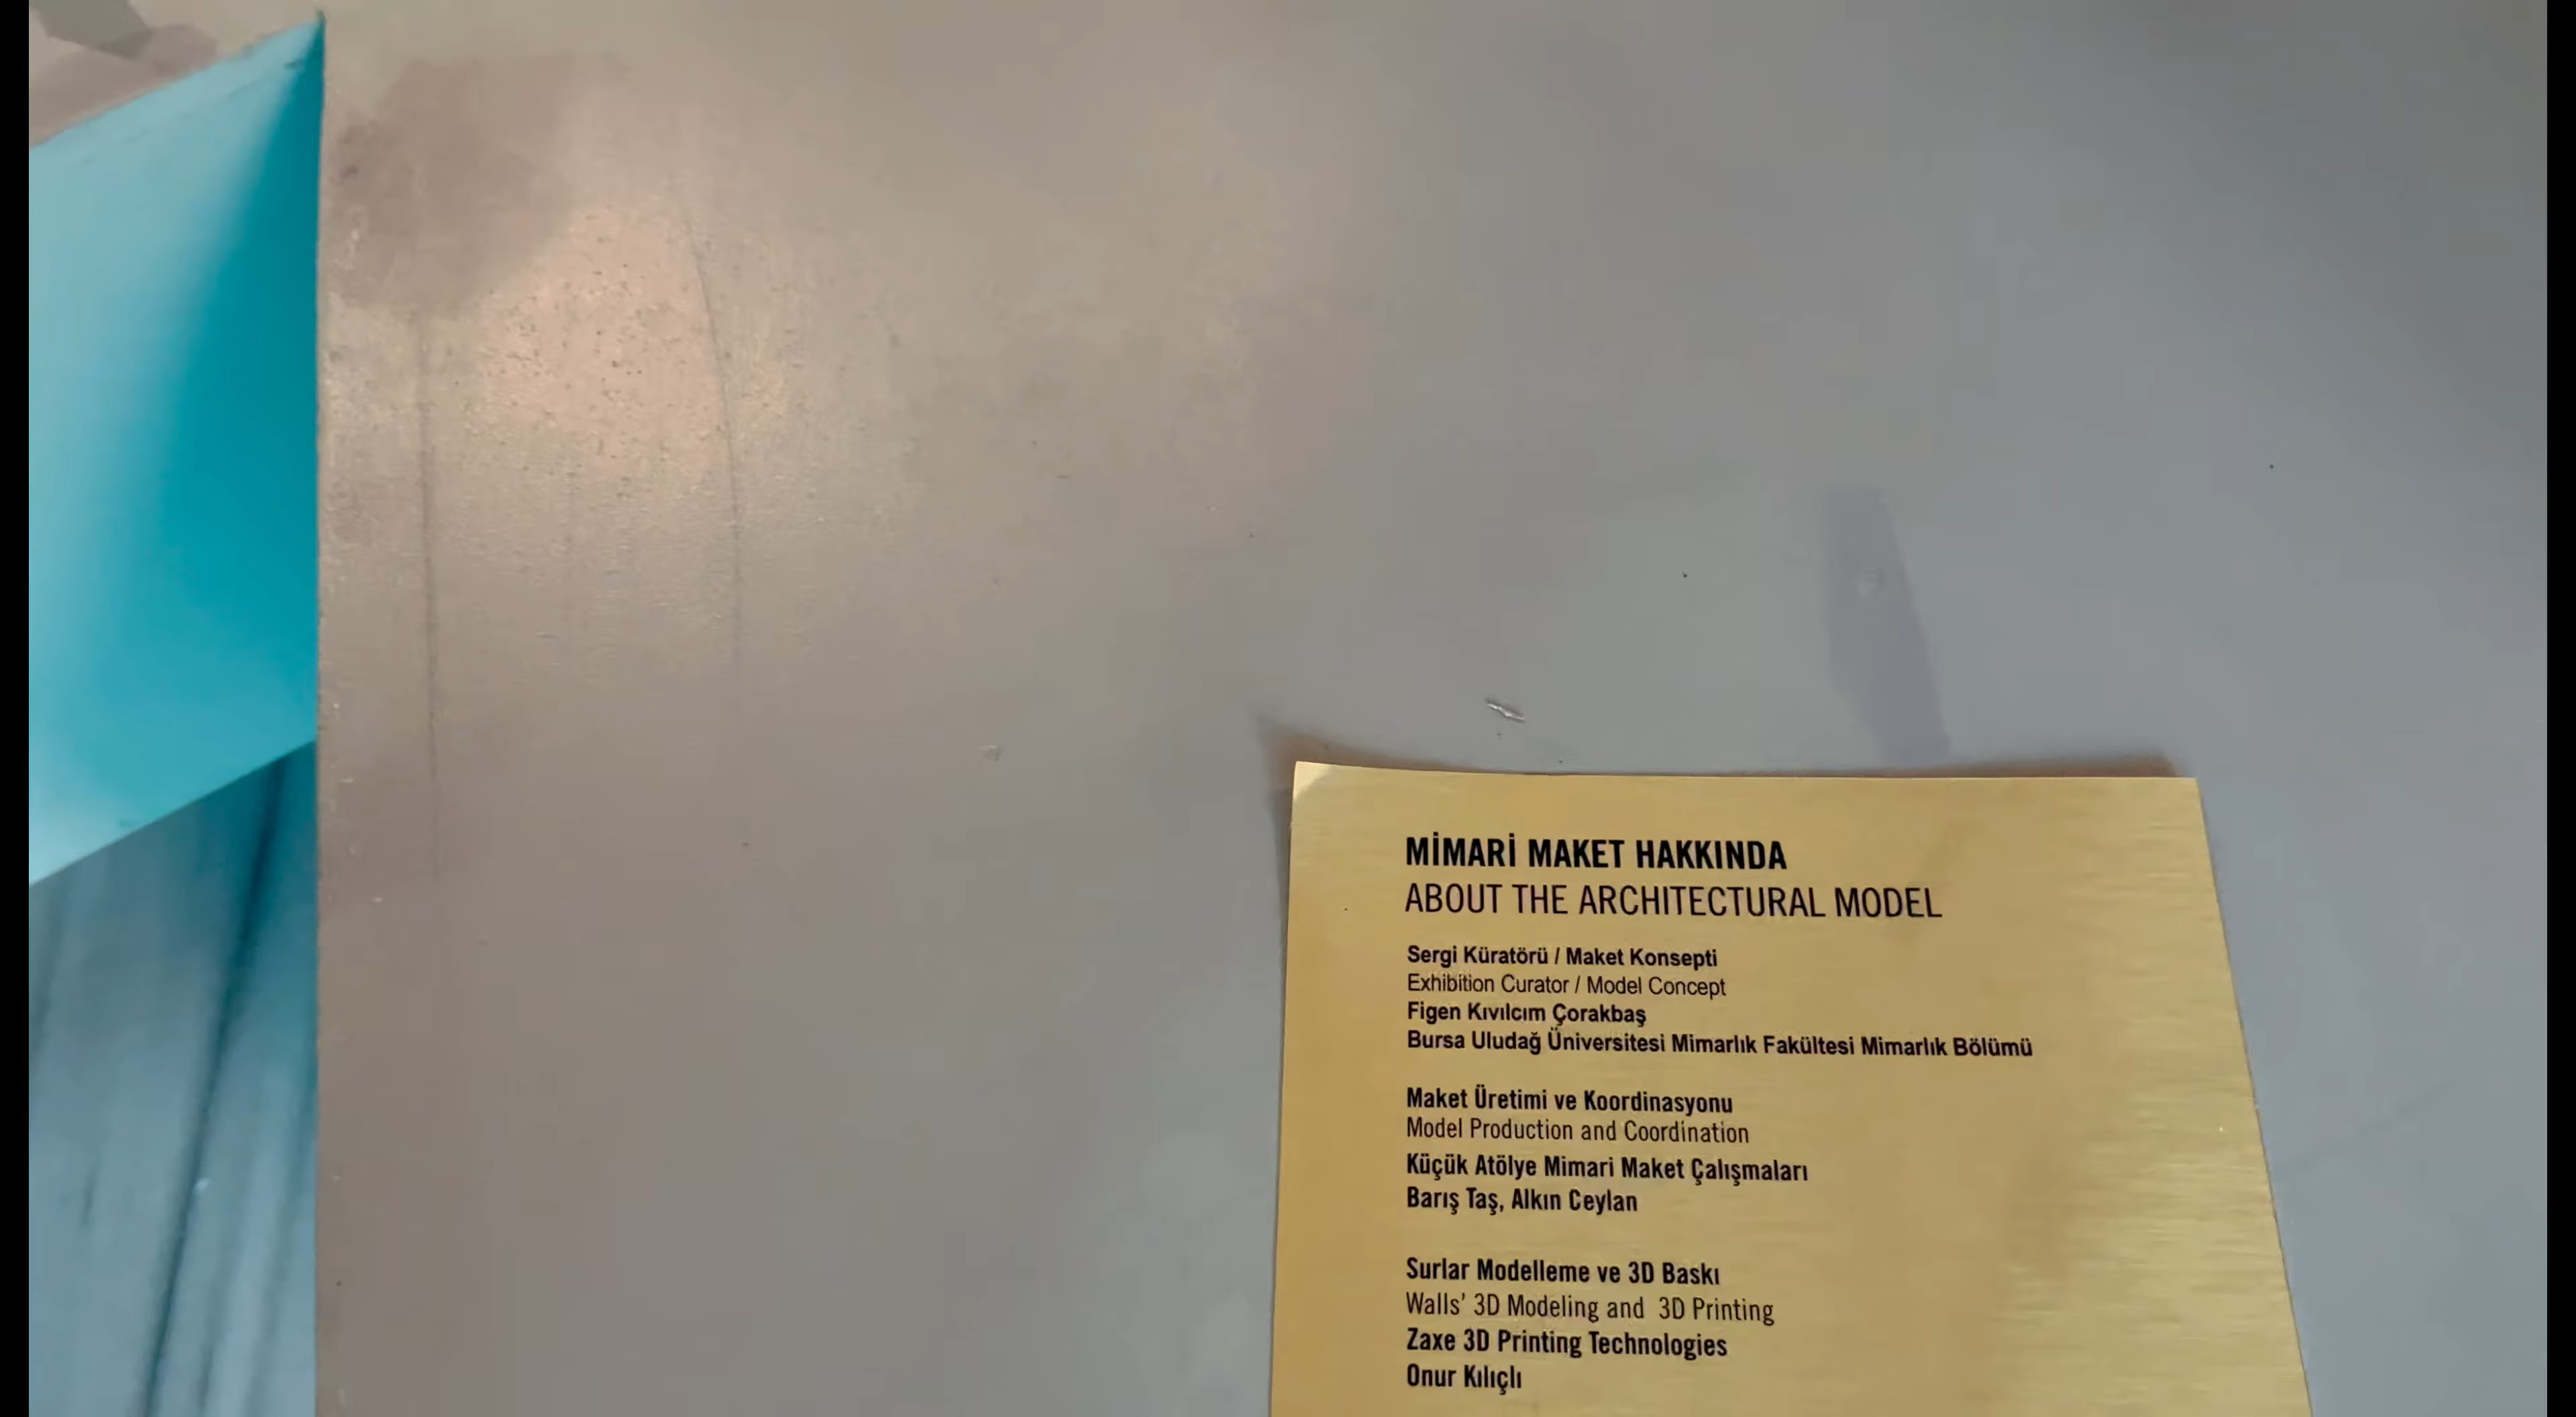 MİMARİ MAKET HAKKINDA
ABOUT THE ARCHITECTURAL MODEL
Sergi Küratörü / Maket Konsepti
Exhibition Curator / Model Concept
Figen Kıvılcım Çorakbaş
Bursa Uludağ Üniversitesi Mimarlık Fakültesi Mimarlık Bölümü
Maket Üretimi ve Koordinasyonu
Model Production and Coordination
Küçük Atölye Mimari Maket Çalışmaları
Barış Taş, Alkın Ceylan
Surlar Modelleme ve 3D Baskı
Walls' 3D Modeling and 3D Printing
Zaxe 3D Printing Technologies
Onur Kılıçlı